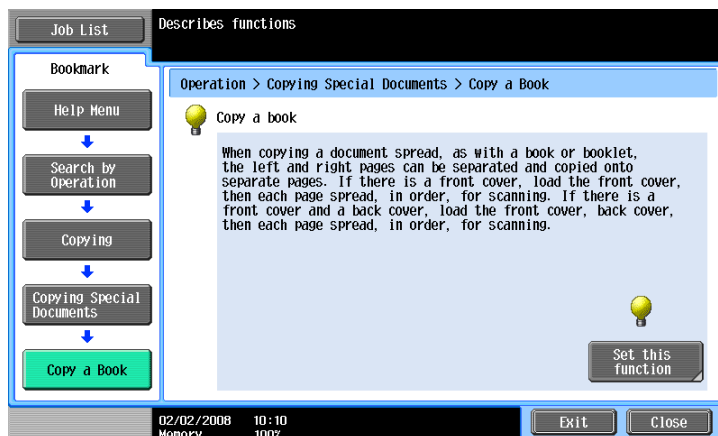 Job List
Describes functions
Bookmark
Help Menu
Search by
Operation
Copying
Copying Special
Documents
Copy a Book
Operation > Copying Special Documents > Copy a Book
Copy a book
When copying a document spread, as with a book or booklet,
the left and right pages can be separated and copied onto
separate pages. If there is a front cover, load the front cover,
then each page spread, in order, for scanning. If there is a
front cover and a back cover, load the front cover, back cover,
then each page spread, in order, for scanning.
Set this
function
02/02/2008 10:10
Memory 100%
Exit
Close